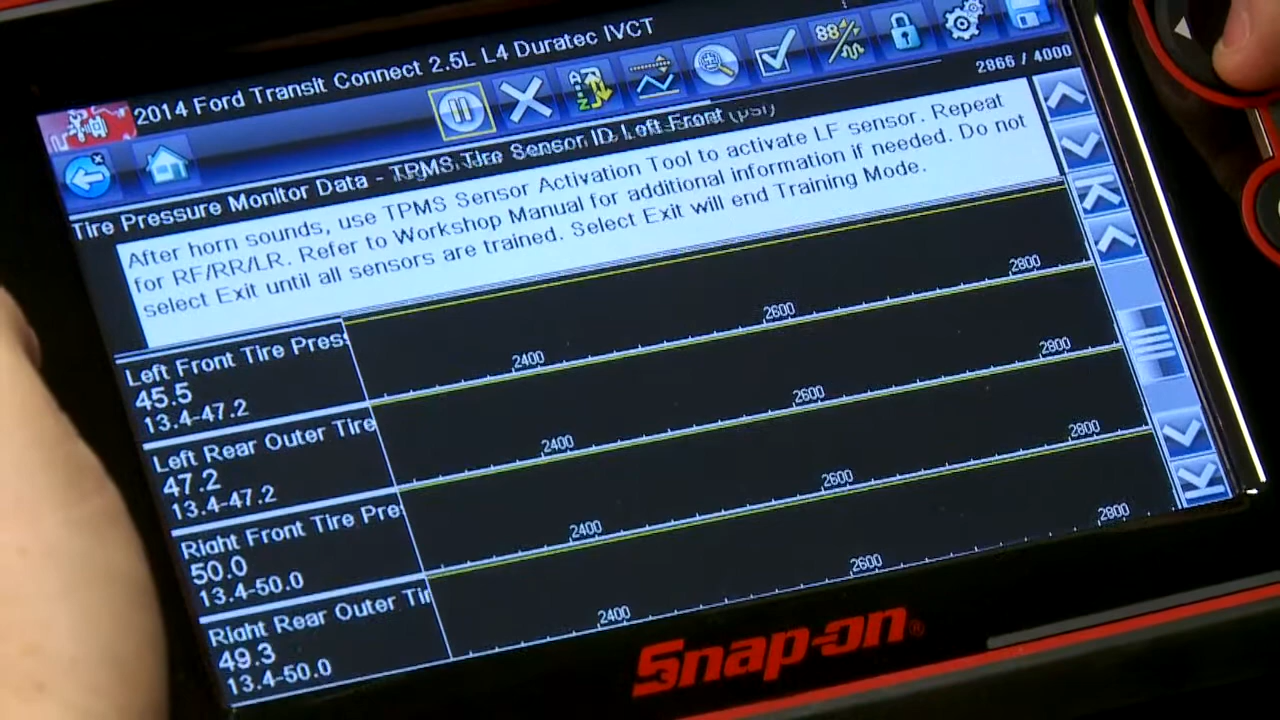 2014 Ford Transit Connect 2.5L L4 Duratec IVCT
2866 / 4000
Tire Pressure Monitor Data - TPMS Tire Sensor ID Left Front (psi)
After horn sounds, use TPMS Sensor Activation Tool to activate LF sensor. Repeat
for RF/RR/LR. Refer to Workshop Manual for additional information if needed. Do not
select Exit until all sensors are trained. Select Exit will end Training Mode.
Left Front Tire Press
45.5
13.4-47.2
2400 2600 2800
Left Rear Outer Tire
47.2
13.4-47.2
2400 2600 2800
Right Front Tire Pre
50.0
13.4-50.0
2400 2600 2800
Right Rear Outer Tir
49.3
13.4-50.0
2400 2600 2800
Snap-on®